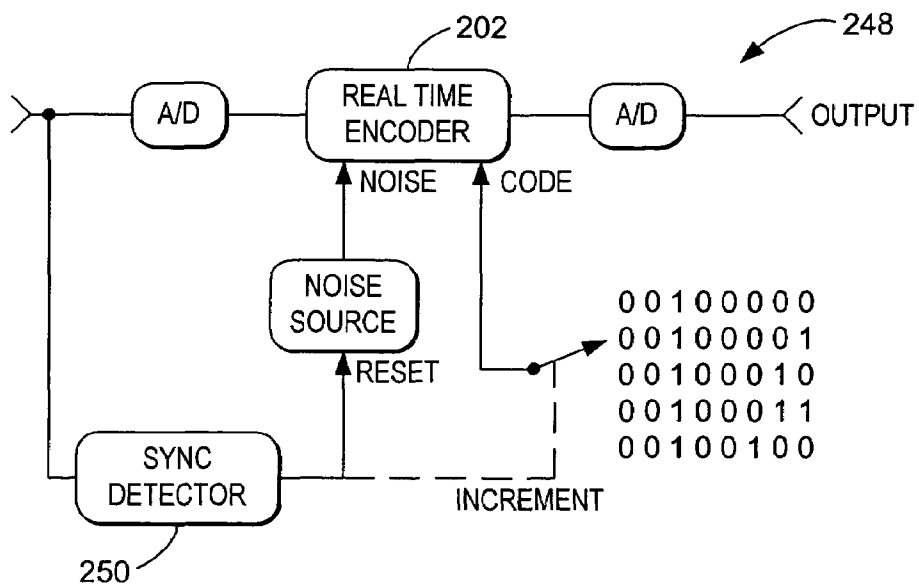 202
248
A/D
REAL TIME
ENCODER
A/D
OUTPUT
NOISE
CODE
NOISE
SOURCE
RESET
0 0 1 0 0 0 0 0
0 0 1 0 0 0 0 1
0 0 1 0 0 0 1 0
0 0 1 0 0 0 1 1
0 0 1 0 0 1 0 0
SYNC
DETECTOR
INCREMENT
250